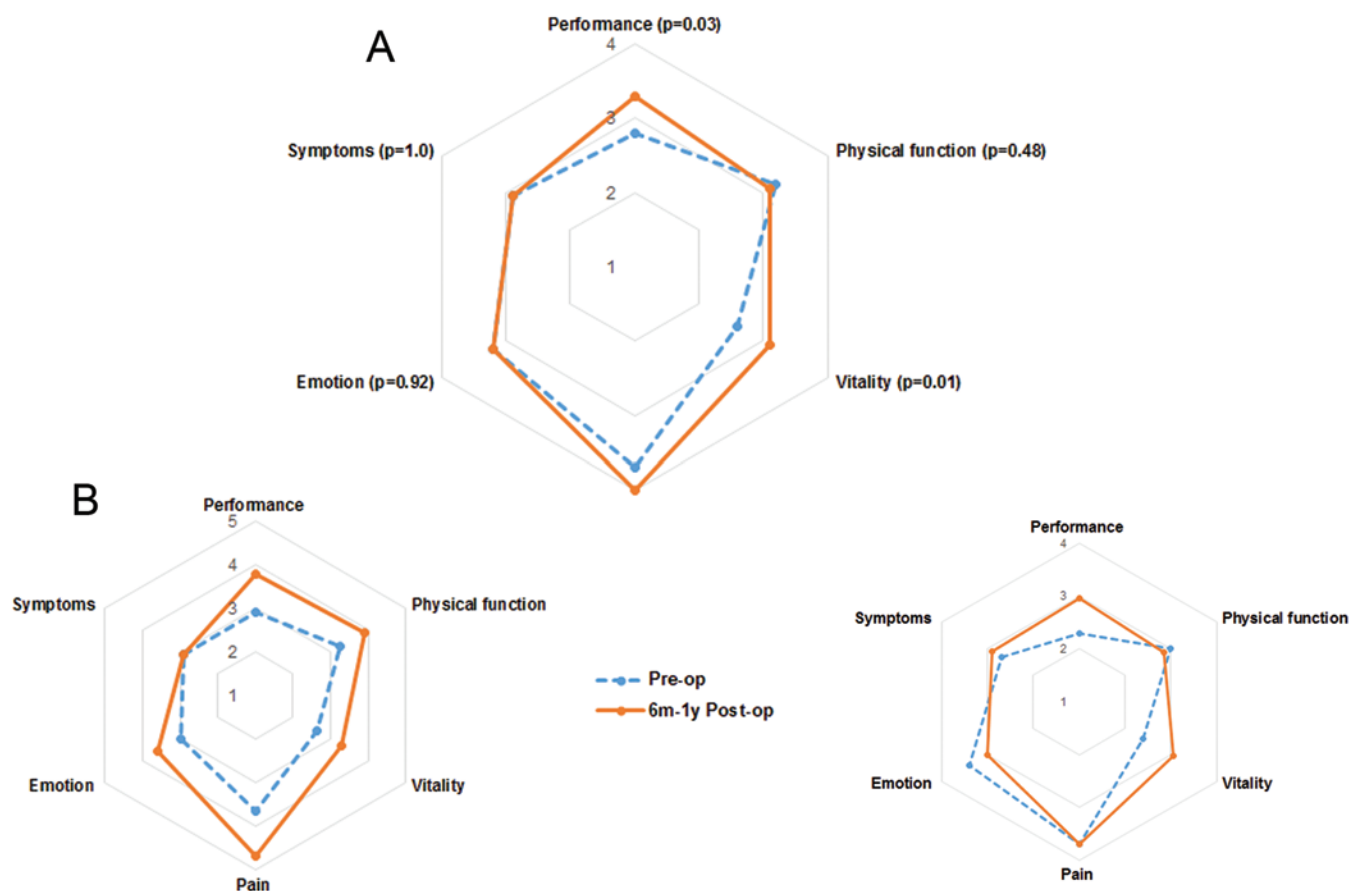 A
Performance (p=0.03)
4
3
2
1
Symptoms (p=1.0)
Physical function (p=0.48)
Emotion (p=0.92)
Vitality (p=0.01)
B
Performance
5
4
3
2
1
Symptoms
Physical function
Emotion
Vitality
Pain
Pre-op
6m-1y Post-op
Performance
4
3
2
1
Symptoms
Physical function
Emotion
Vitality
Pain